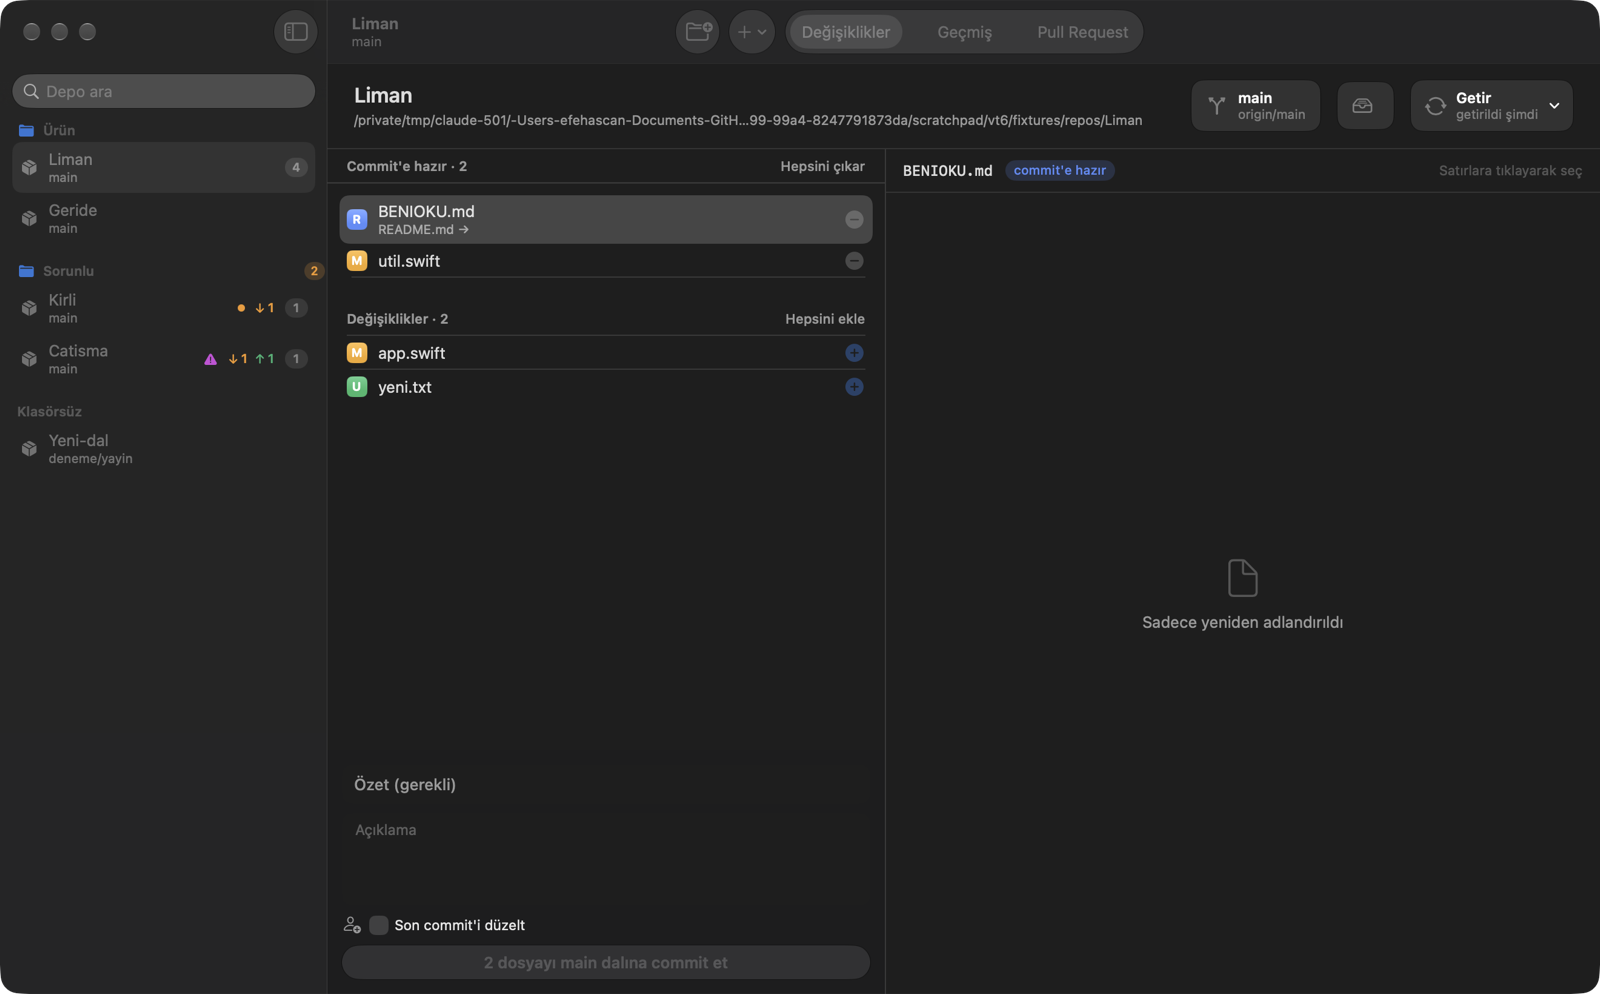 Liman
main
Değişiklikler
Geçmiş
Pull Request
Depo ara
Ürün
Liman
4
main
Geride
main
Sorunlu
2
Kirli
↓1
1
main
Catisma
↓1 ↑1
1
main
Klasörsüz
Yeni-dal
deneme/yayin
Liman
/private/tmp/claude-501/-Users-efehascan-Documents-GitH...99-99a4-8247791873da/scratchpad/vt6/fixtures/repos/Liman
main
origin/main
Getir
getirildi şimdi
Commit'e hazır · 2
Hepsini çıkar
R
BENIOKU.md
README.md →
M
util.swift
Değişiklikler · 2
Hepsini ekle
M
app.swift
U
yeni.txt
Özet (gerekli)
Açıklama
Son commit'i düzelt
2 dosyayı main dalına commit et
BENIOKU.md
commit'e hazır
Satırlara tıklayarak seç
Sadece yeniden adlandırıldı